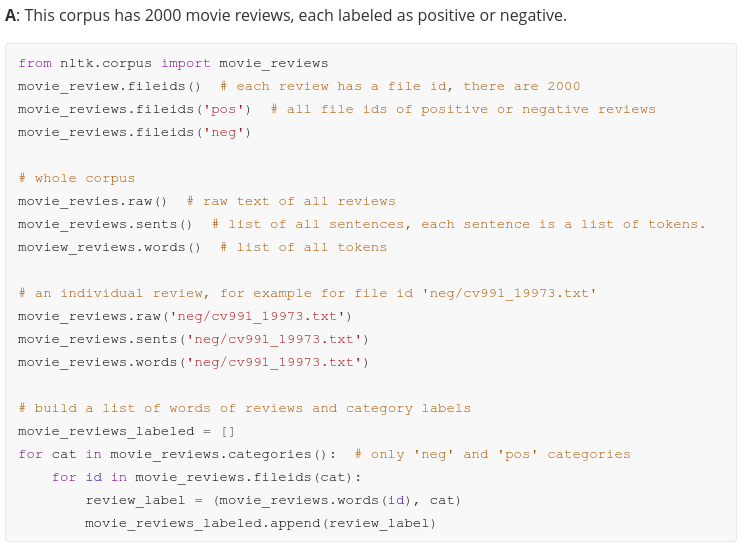 A: This corpus has 2000 movie reviews, each labeled as positive or negative.
from nltk.corpus import movie_reviews
movie_review.fileids()  # each review has a file id, there are 2000
movie_reviews.fileids('pos')  # all file ids of positive or negative reviews
movie_reviews.fileids('neg')

# whole corpus
movie_revies.raw()  # raw text of all reviews
movie_reviews.sents()  # list of all sentences, each sentence is a list of tokens.
moview_reviews.words()  # list of all tokens

# an individual review, for example for file id 'neg/cv991_19973.txt'
movie_reviews.raw('neg/cv991_19973.txt')
movie_reviews.sents('neg/cv991_19973.txt')
movie_reviews.words('neg/cv991_19973.txt')

# build a list of words of reviews and category labels
movie_reviews_labeled = []
for cat in movie_reviews.categories():  # only 'neg' and 'pos' categories
    for id in movie_reviews.fileids(cat):
        review_label = (movie_reviews.words(id), cat)
        movie_reviews_labeled.append(review_label)